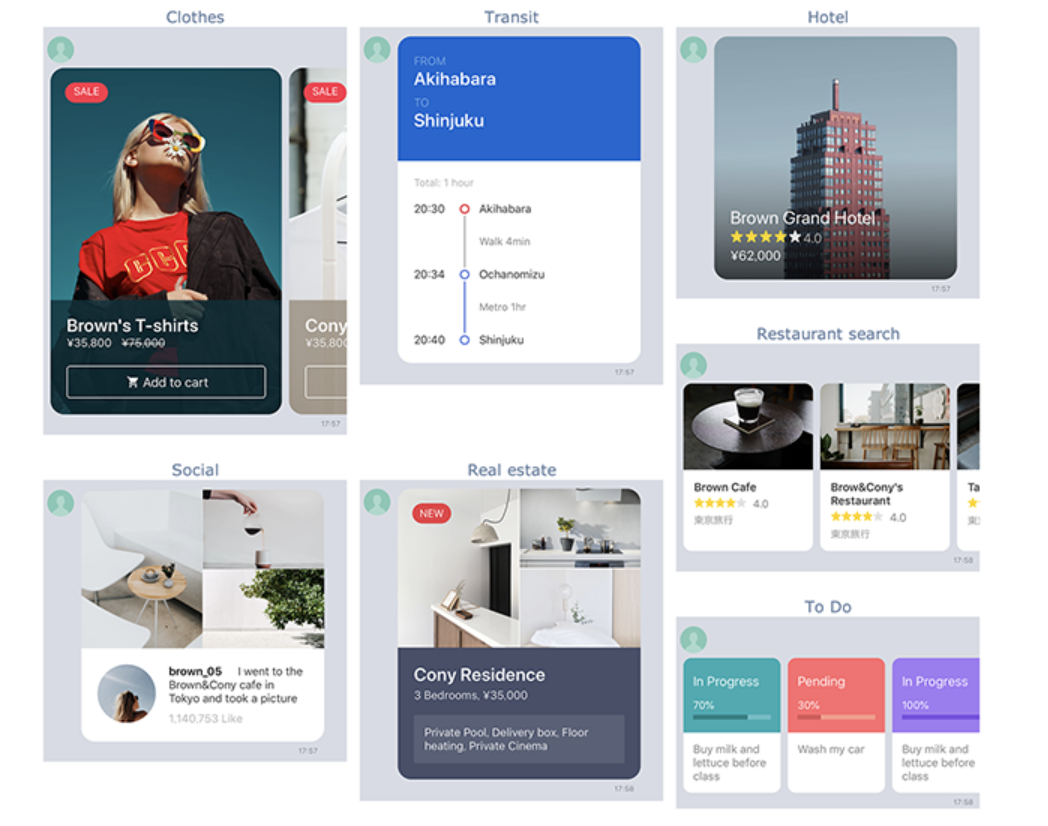 Clothes
SALE
SALE
Brown's T-shirts
¥35,800 ¥75,000
Add to cart
Cony
¥35,800
17:57
Transit
FROM
Akihabara
TO
Shinjuku
Total: 1 hour
20:30 Akihabara
Walk 4min
20:34 Ochanomizu
Metro 1hr
20:40 Shinjuku
17:57
Hotel
Brown Grand Hotel
4.0
¥62,000
17:57
Restaurant search
Brown Cafe
4.0
東京旅行
Brow&Cony's
Restaurant
4.0
東京旅行
Ta
17:58
Social
brown_05 I went to the
Brown&Cony cafe in
Tokyo and took a picture
1,140,753 Like
17:57
Real estate
NEW
Cony Residence
3 Bedrooms, ¥35,000
Private Pool, Delivery box, Floor
heating, Private Cinema
17:58
To Do
In Progress
70%
Buy milk and
lettuce before
class
Pending
30%
Wash my car
In Progress
100%
Buy milk and
lettuce before
class
17:58